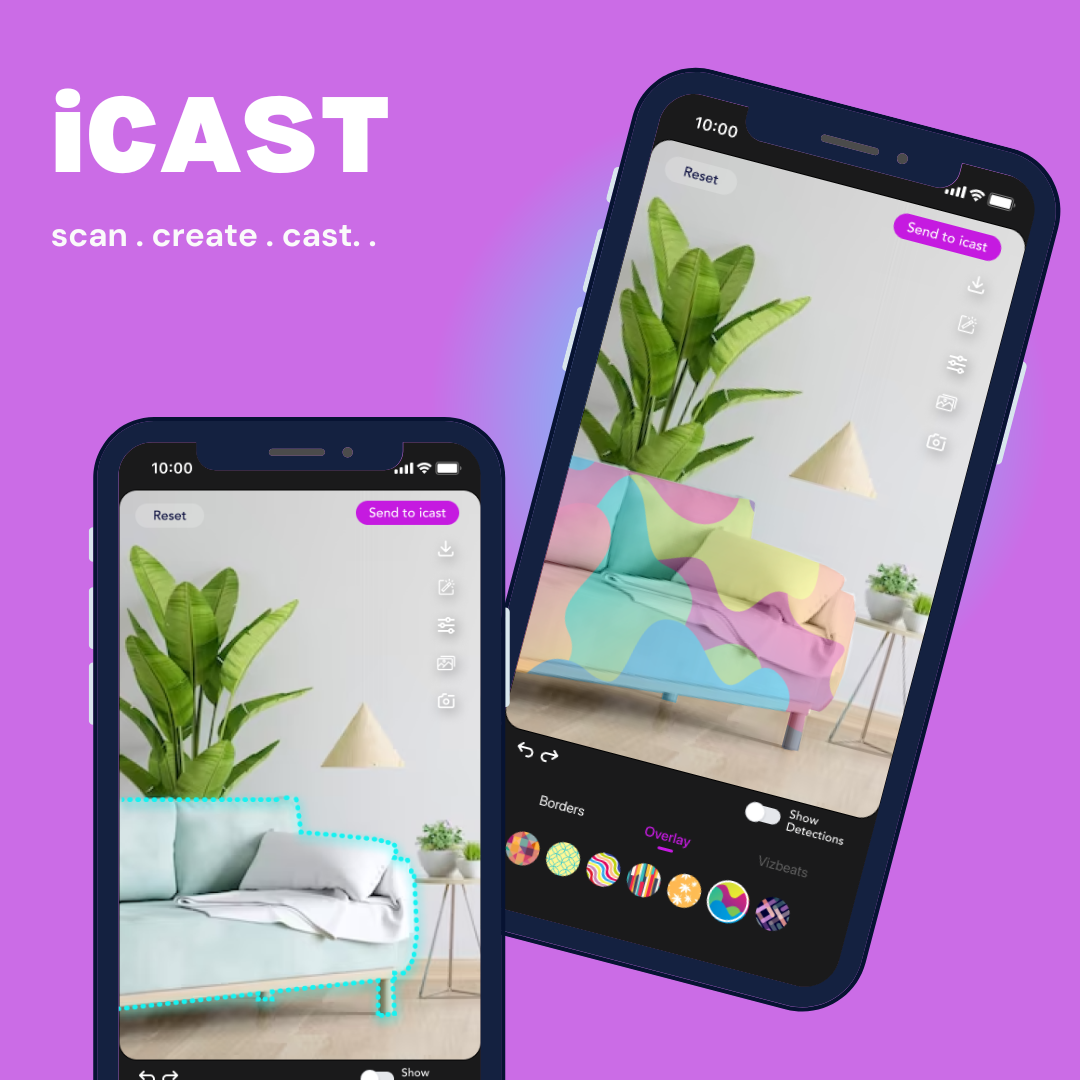 iCAST
scan . create . cast. .
10:00
Reset
Send to icast
Borders
Overlay
Vizbeats
Show
Detections
10:00
Reset
Send to icast
Show